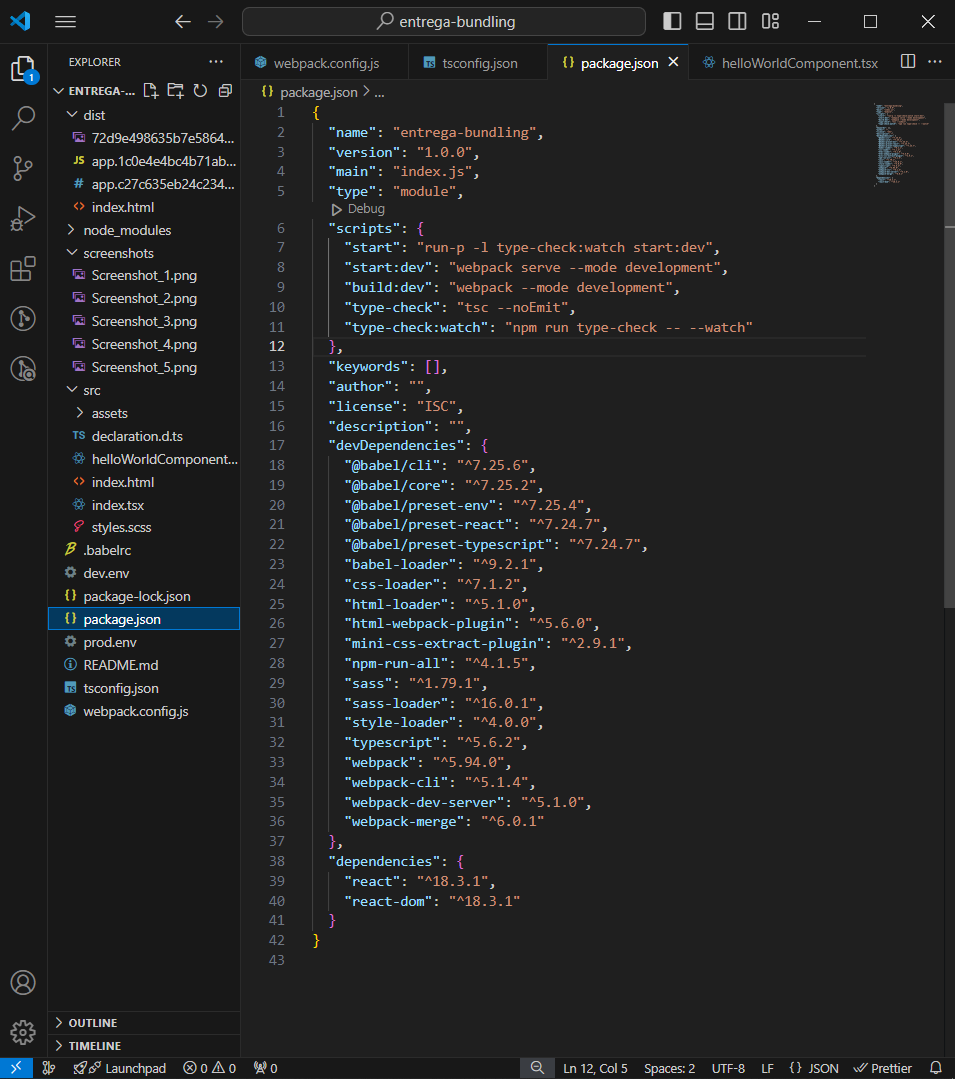 entrega-bundling
EXPLORER
webpack.config.js
tsconfig.json
package.json
helloWorldComponent.tsx
1
ENTREGA-...
dist
72d9e498635b7e5864...
JS app.1c0e4e4bc4b71ab...
# app.c27c635eb24c234...
<> index.html
node_modules
screenshots
Screenshot_1.png
Screenshot_2.png
Screenshot_3.png
Screenshot_4.png
Screenshot_5.png
src
assets
TS declaration.d.ts
helloWorldComponent...
<> index.html
index.tsx
styles.scss
.babelrc
dev.env
{} package-lock.json
{} package.json
prod.env
README.md
TS tsconfig.json
webpack.config.js
OUTLINE
TIMELINE
{} package.json > ...
1 {
2 "name": "entrega-bundling",
3 "version": "1.0.0",
4 "main": "index.js",
5 "type": "module",
Debug
6 "scripts": {
7 "start": "run-p -l type-check:watch start:dev",
8 "start:dev": "webpack serve --mode development",
9 "build:dev": "webpack --mode development",
10 "type-check": "tsc --noEmit",
11 "type-check:watch": "npm run type-check -- --watch"
12 },
13 "keywords": [],
14 "author": "",
15 "license": "ISC",
16 "description": "",
17 "devDependencies": {
18 "@babel/cli": "^7.25.6",
19 "@babel/core": "^7.25.2",
20 "@babel/preset-env": "^7.25.4",
21 "@babel/preset-react": "^7.24.7",
22 "@babel/preset-typescript": "^7.24.7",
23 "babel-loader": "^9.2.1",
24 "css-loader": "^7.1.2",
25 "html-loader": "^5.1.0",
26 "html-webpack-plugin": "^5.6.0",
27 "mini-css-extract-plugin": "^2.9.1",
28 "npm-run-all": "^4.1.5",
29 "sass": "^1.79.1",
30 "sass-loader": "^16.0.1",
31 "style-loader": "^4.0.0",
32 "typescript": "^5.6.2",
33 "webpack": "^5.94.0",
34 "webpack-cli": "^5.1.4",
35 "webpack-dev-server": "^5.1.0",
36 "webpack-merge": "^6.0.1"
37 },
38 "dependencies": {
39 "react": "^18.3.1",
40 "react-dom": "^18.3.1"
41 }
42 }
43
Launchpad 0 0 0 Ln 12, Col 5 Spaces: 2 UTF-8 LF {} JSON Prettier